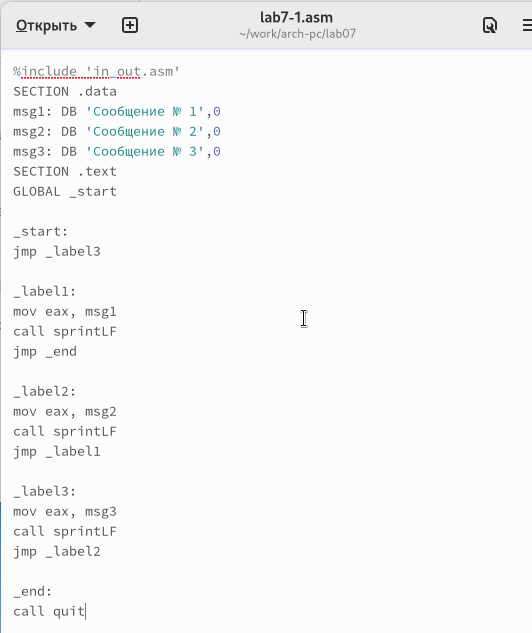 Открыть
lab7-1.asm
~/work/arch-pc/lab07
%include 'in_out.asm'
SECTION .data
msg1: DB 'Сообщение № 1',0
msg2: DB 'Сообщение № 2',0
msg3: DB 'Сообщение № 3',0
SECTION .text
GLOBAL _start
_start:
jmp _label3
_label1:
mov eax, msg1
call sprintLF
jmp _end
_label2:
mov eax, msg2
call sprintLF
jmp _label1
_label3:
mov eax, msg3
call sprintLF
jmp _label2
_end:
call quit